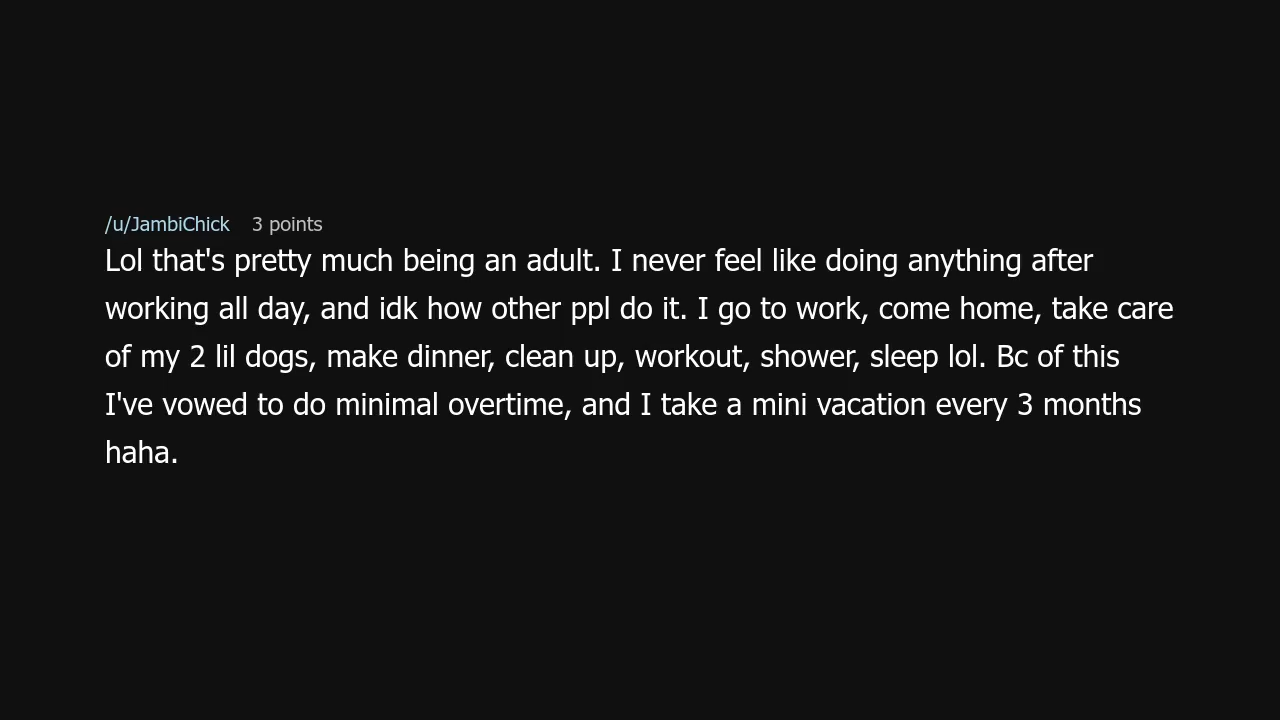 /u/JambiChick 3 points
Lol that's pretty much being an adult. I never feel like doing anything after
working all day, and idk how other ppl do it. I go to work, come home, take care
of my 2 lil dogs, make dinner, clean up, workout, shower, sleep lol. Bc of this
I've vowed to do minimal overtime, and I take a mini vacation every 3 months
haha.